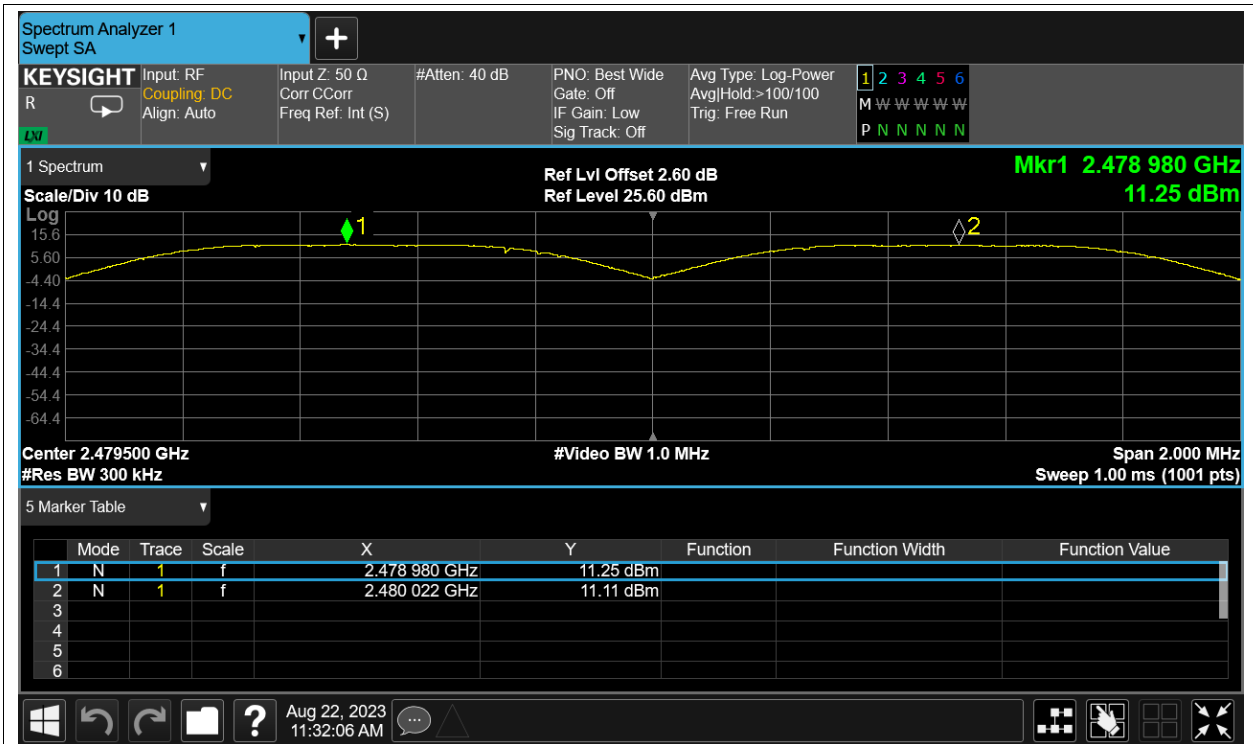 Spectrum Analyzer 1
Swept SA
KEYSIGHT
R
LXI
Input: RF
Coupling: DC
Align: Auto
Input Z: 50 Ω
Corr CCorr
Freq Ref: Int (S)
#Atten: 40 dB
PNO: Best Wide
Gate: Off
IF Gain: Low
Sig Track: Off
Avg Type: Log-Power
Avg|Hold:>100/100
Trig: Free Run
1 2 3 4 5 6
M W W W W W
P N N N N N
1 Spectrum
Scale/Div 10 dB
Ref Lvl Offset 2.60 dB
Ref Level 25.60 dBm
Mkr1 2.478 980 GHz
11.25 dBm
Log
15.6
5.60
-4.40
-14.4
-24.4
-34.4
-44.4
-54.4
-64.4
1
2
Center 2.479500 GHz
#Video BW 1.0 MHz
Span 2.000 MHz
#Res BW 300 kHz
Sweep 1.00 ms (1001 pts)
5 Marker Table
Mode Trace Scale X Y Function Function Width Function Value
1 N 1 f 2.478 980 GHz 11.25 dBm
2 N 1 f 2.480 022 GHz 11.11 dBm
3
4
5
6
?
Aug 22, 2023
11:32:06 AM